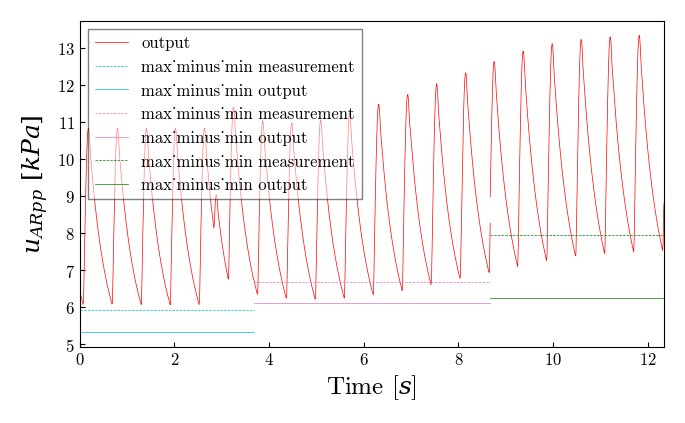 output
max ̇minus ̇min measurement
max ̇minus ̇min output
max ̇minus ̇min measurement
max ̇minus ̇min output
max ̇minus ̇min measurement
max ̇minus ̇min output
13
12
11
10
9
8
7
6
5
u_{ARpp} [kPa]
0 2 4 6 8 10 12
Time [s]